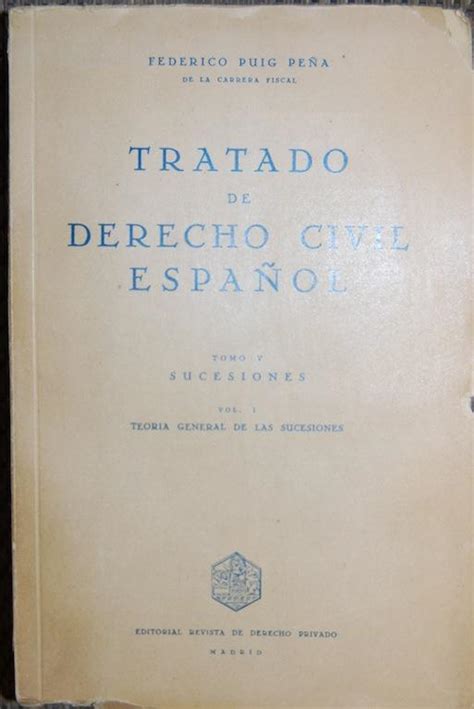 FEDERICO PUIG PEÑA
DE LA CARRERA FISCAL
TRATADO
DE
DERECHO CIVIL
ESPAÑOL
TOMO V
SUCESIONES
VOL. I
TEORIA GENERAL DE LAS SUCESIONES
EDITORIAL REVISTA DE DERECHO PRIVADO
MADRID